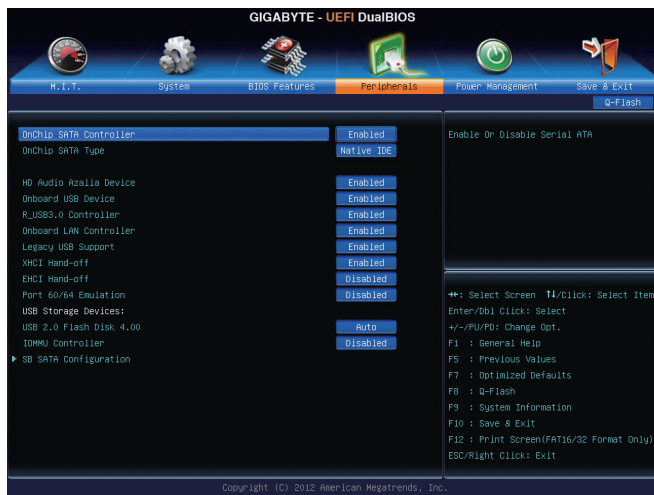 GIGABYTE - UEFI DualBIOS
M.I.T. System BIOS Features Peripherals Power Management Save & Exit
Q-Flash
OnChip SATA Controller Enabled
OnChip SATA Type Native IDE
HD Audio Azalia Device Enabled
Onboard USB Device Enabled
R_USB3.0 Controller Enabled
Onboard LAN Controller Enabled
Legacy USB Support Enabled
XHCI Hand-off Enabled
EHCI Hand-off Disabled
Port 60/64 Emulation Disabled
USB Storage Devices:
USB 2.0 Flash Disk 4.00 Auto
IOMMU Controller Disabled
SB SATA Configuration
Enable Or Disable Serial ATA
→←: Select Screen ↑↓/Click: Select Item
Enter/Dbl Click: Select
+/-/PU/PD: Change Opt.
F1 : General Help
F5 : Previous Values
F7 : Optimized Defaults
F8 : Q-Flash
F9 : System Information
F10 : Save & Exit
F12 : Print Screen(FAT16/32 Format Only)
ESC/Right Click: Exit
Copyright (C) 2012 American Megatrends, Inc.